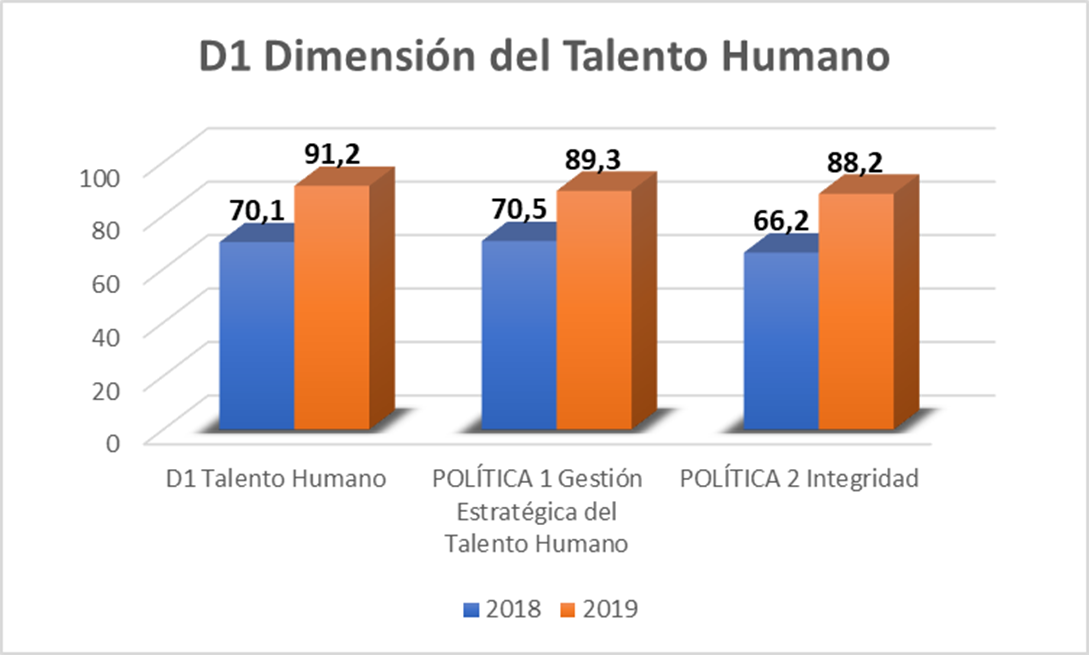 D1 Dimensión del Talento Humano
100
80
60
40
20
0
70,1
91,2
70,5
89,3
66,2
88,2
D1 Talento Humano
POLÍTICA 1 Gestión
Estratégica del
Talento Humano
POLÍTICA 2 Integridad
2018
2019